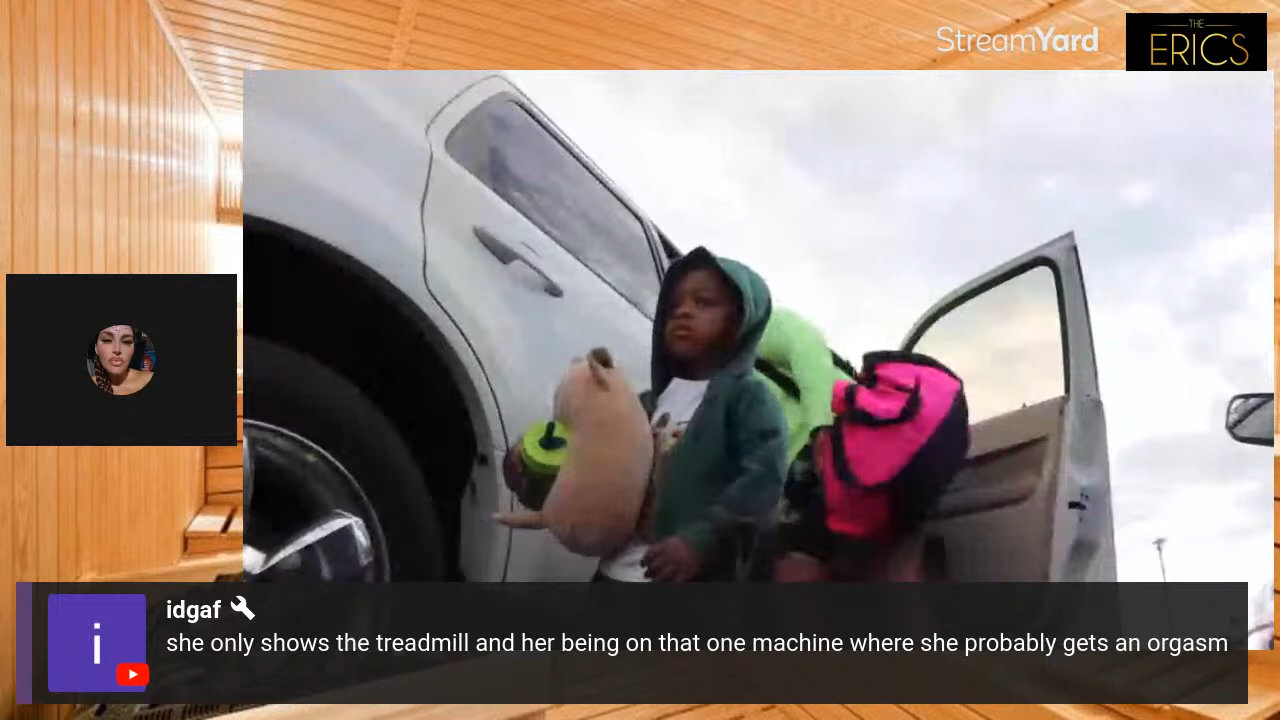 StreamYard
THE
ERICS
idgaf
she only shows the treadmill and her being on that one machine where she probably gets an orgasm
i